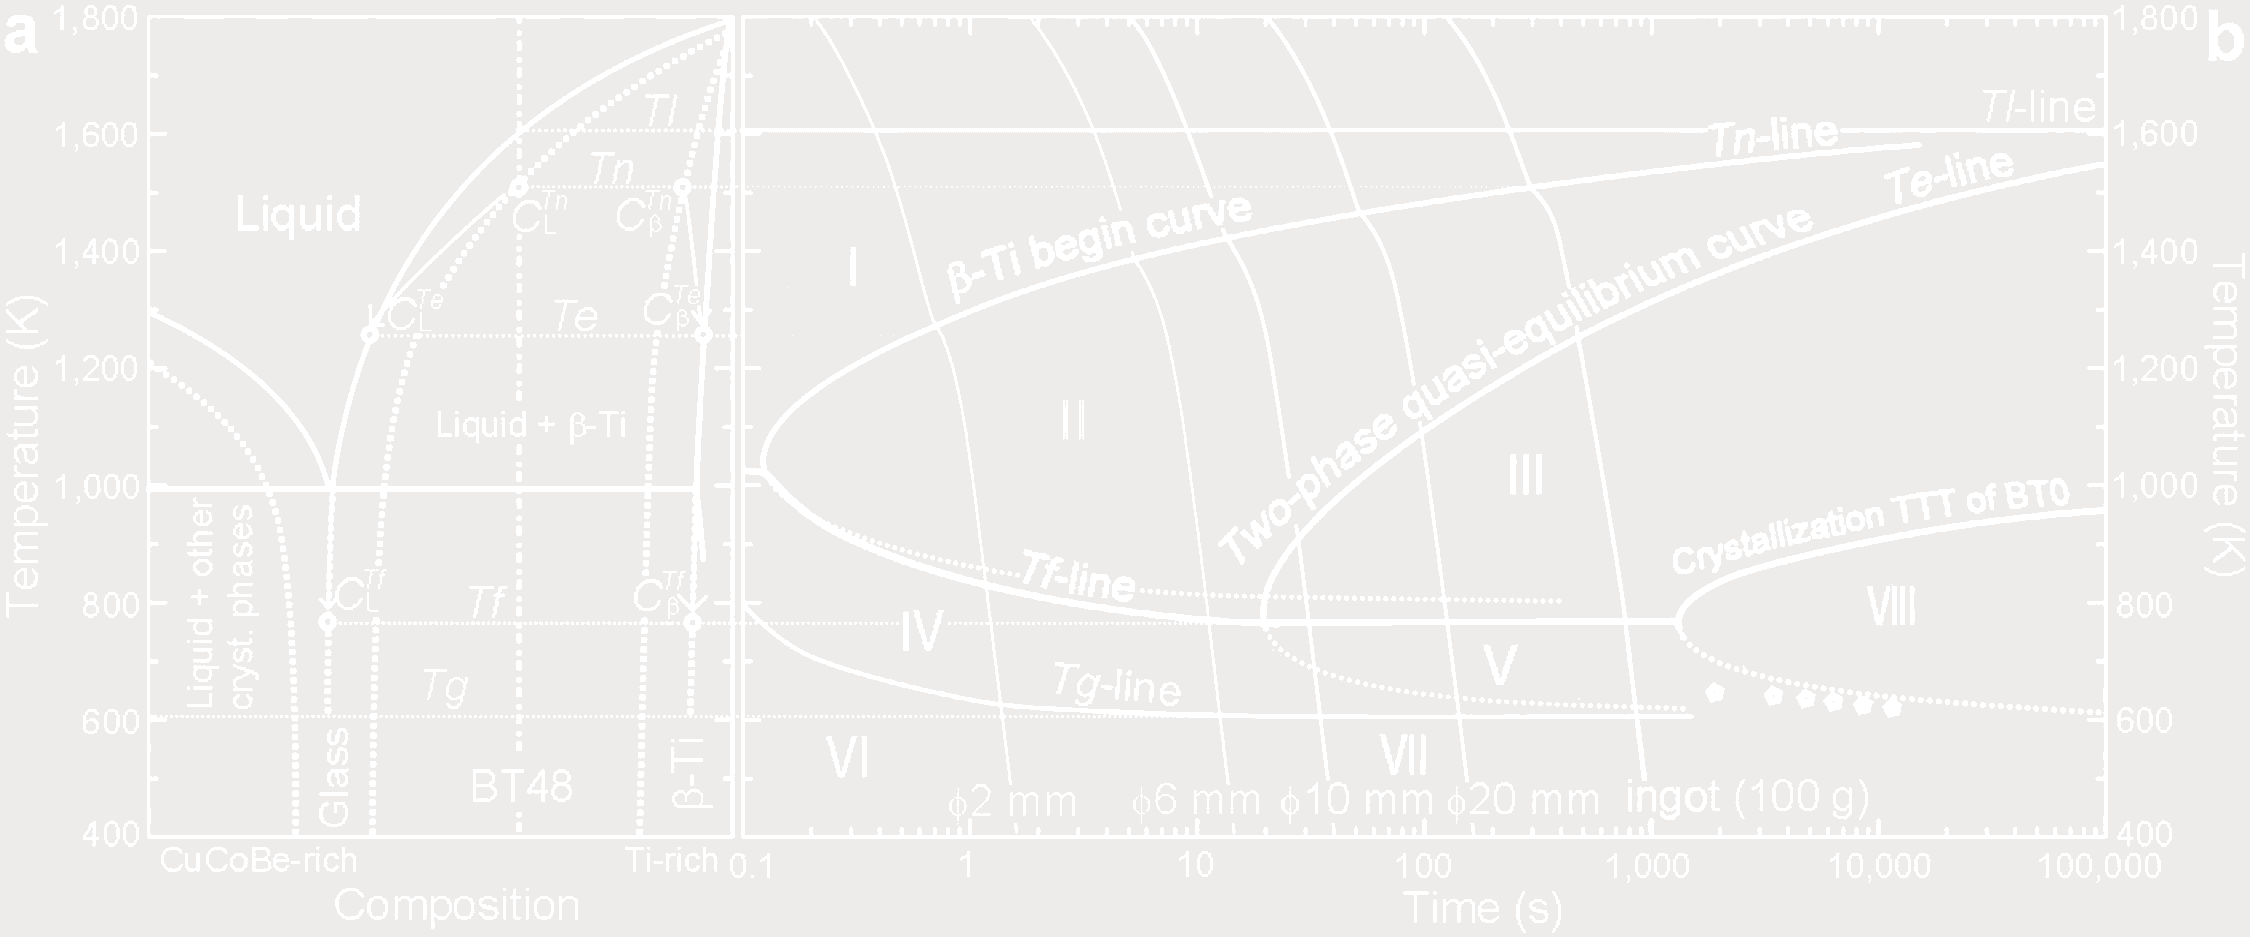 a
1,800
1,600
1,400
1,200
1,000
800
600
400
Temperature (K)
Liquid
Tl
Tn
C_L^Tn
C_β^Tn
C_L^Te
Te
C_β^Te
Liquid + β-Ti
Liquid + other
cryst. phases
C_L^Tf
Tf
C_β^Tf
Tg
Glass
BT48
β-Ti
CuCoBe-rich
Ti-rich
Composition
b
Tl-line
Tn-line
Te-line
β-Ti begin curve
Two-phase quasi-equilibrium curve
Crystallization TTT of BT0
Tf-line
Tg-line
I
II
III
IV
V
VI
VII
VIII
ϕ2 mm
ϕ6 mm
ϕ10 mm
ϕ20 mm
ingot (100 g)
1,800
1,600
1,400
1,200
1,000
800
600
400
Temperature (K)
0.1
1
10
100
1,000
10,000
100,000
Time (s)